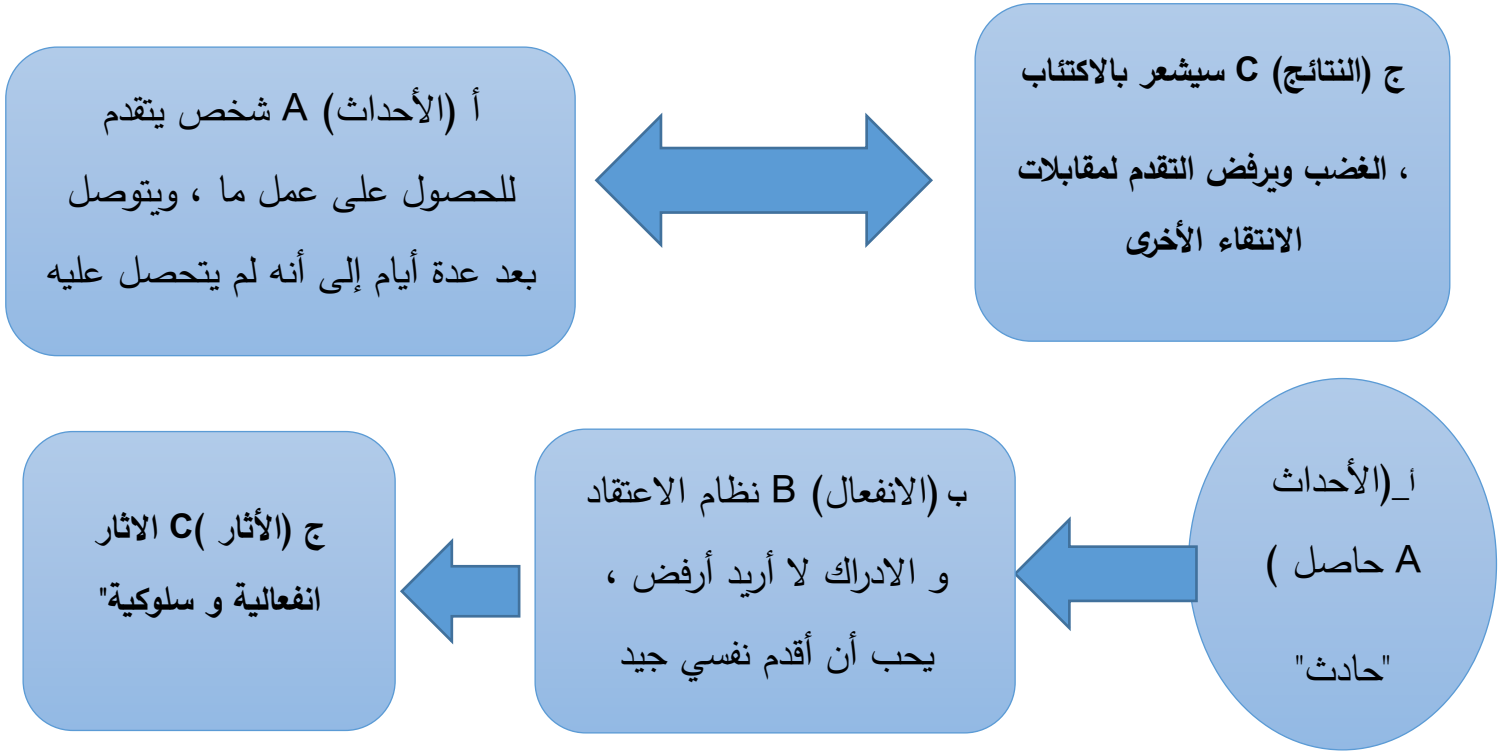 ج (النتائج) C سيشعر بالاكتئاب
، الغضب ويرفض التقدم لمقابلات
الانتقاء الأخرى
أ (الأحداث) A شخص يتقدم
للحصول على عمل ما ، ويتوصل
بعد عدة أيام إلى أنه لم يتحصل عليه
أ_(الأحداث
A حاصل )
"حادث"
ب (الانفعال) B نظام الاعتقاد
و الادراك لا أريد أرفض ،
يحب أن أقدم نفسي جيد
ج (الأثار )C الاثار
انفعالية و سلوكية"